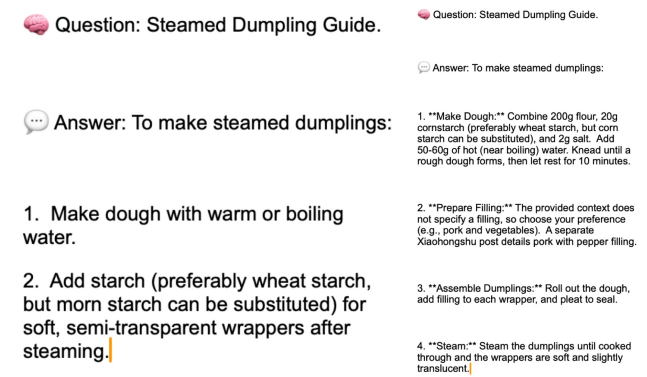 🧠 Question: Steamed Dumpling Guide.
💬 Answer: To make steamed dumplings:
1. Make dough with warm or boiling
water.
2. Add starch (preferably wheat starch,
but morn starch can be substituted) for
soft, semi-transparent wrappers after
steaming.
🧠 Question: Steamed Dumpling Guide.
💬 Answer: To make steamed dumplings:
1. **Make Dough:** Combine 200g flour, 20g
cornstarch (preferably wheat starch, but corn
starch can be substituted), and 2g salt. Add
50-60g of hot (near boiling) water. Knead until a
rough dough forms, then let rest for 10 minutes.
2. **Prepare Filling:** The provided context does
not specify a filling, so choose your preference
(e.g., pork and vegetables). A separate
Xiaohongshu post details pork with pepper filling.
3. **Assemble Dumplings:** Roll out the dough,
add filling to each wrapper, and pleat to seal.
4. **Steam:** Steam the dumplings until cooked
through and the wrappers are soft and slightly
translucent.